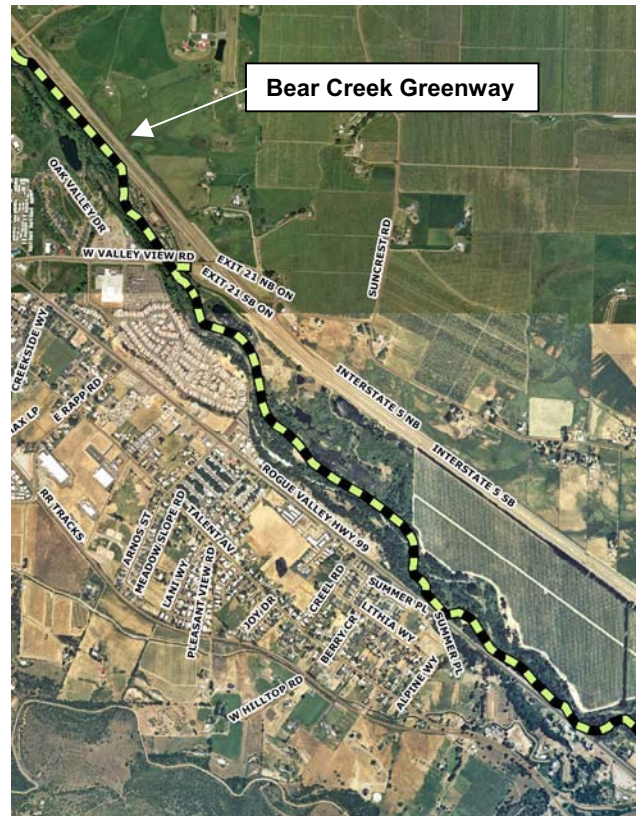 Bear Creek Greenway
OAK VALLEY DR
W VALLEY VIEW RD
EXIT 21 NB ON
EXIT 21 SB ON
SUNCREST RD
CREEKSIDE WY
E RAPP RD
AX LP
INTERSTATE 5 NB
INTERSTATE 5 SB
RR TRACKS
ROGUE VALLEY HWY 99
ARNOS ST
MEADOW SLOPE RD
TALENT AV
LANI WY
PLEASANT VIEW RD
JOY DR
CREEL RD
BERRY CR
LITHIA WY
SUMMER PL
SUMMER PL
ALPINE WY
W HILLTOP RD